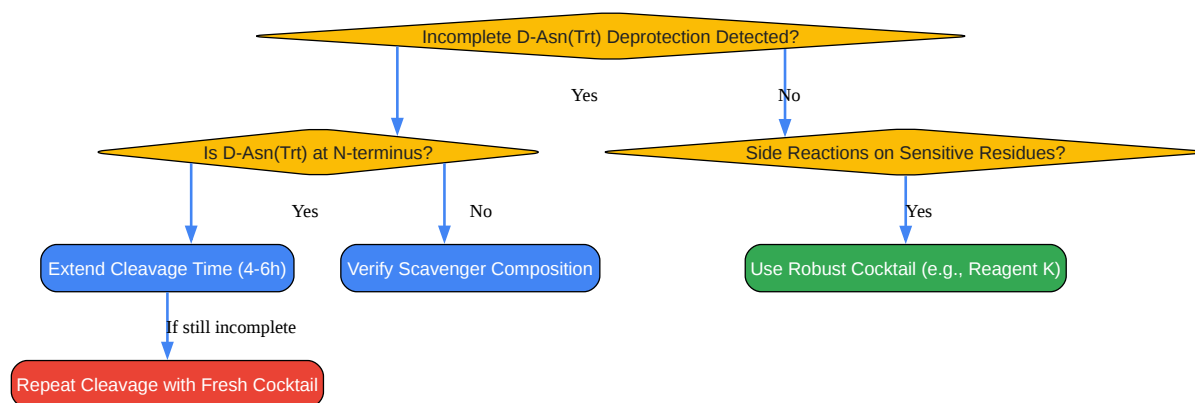 Incomplete D-Asn(Trt) Deprotection Detected?
Yes
No
Is D-Asn(Trt) at N-terminus?
Side Reactions on Sensitive Residues?
Yes
No
Yes
Extend Cleavage Time (4-6h)
Verify Scavenger Composition
Use Robust Cocktail (e.g., Reagent K)
If still incomplete
Repeat Cleavage with Fresh Cocktail